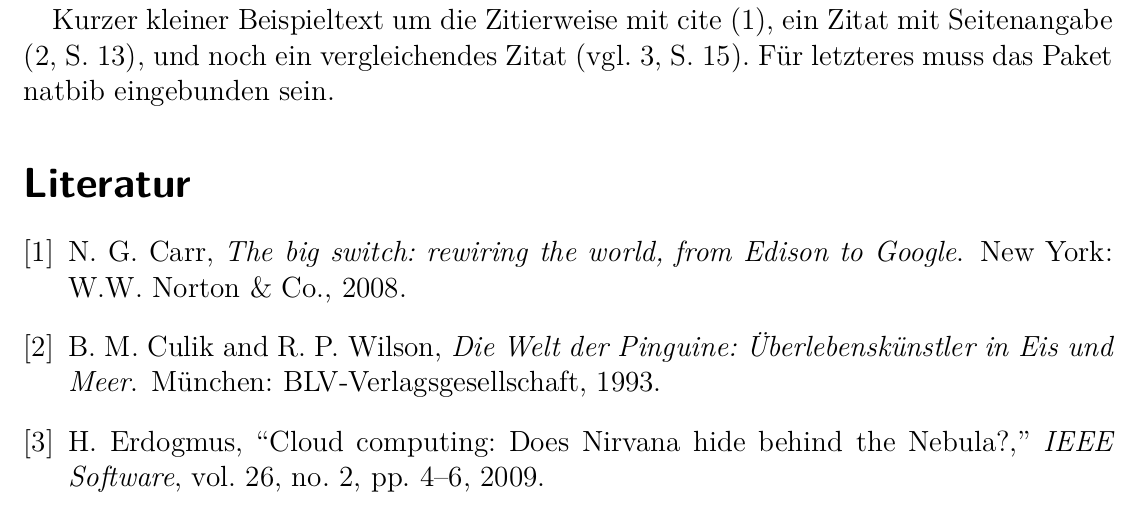 Kurzer kleiner Beispieltext um die Zitierweise mit cite (1), ein Zitat mit Seitenangabe
(2, S. 13), und noch ein vergleichendes Zitat (vgl. 3, S. 15). Für letzteres muss das Paket
natbib eingebunden sein.
Literatur
[1] N. G. Carr, The big switch: rewiring the world, from Edison to Google. New York:
W.W. Norton & Co., 2008.
[2] B. M. Culik and R. P. Wilson, Die Welt der Pinguine: Überlebenskünstler in Eis und
Meer. München: BLV-Verlagsgesellschaft, 1993.
[3] H. Erdogmus, “Cloud computing: Does Nirvana hide behind the Nebula?,” IEEE
Software, vol. 26, no. 2, pp. 4–6, 2009.